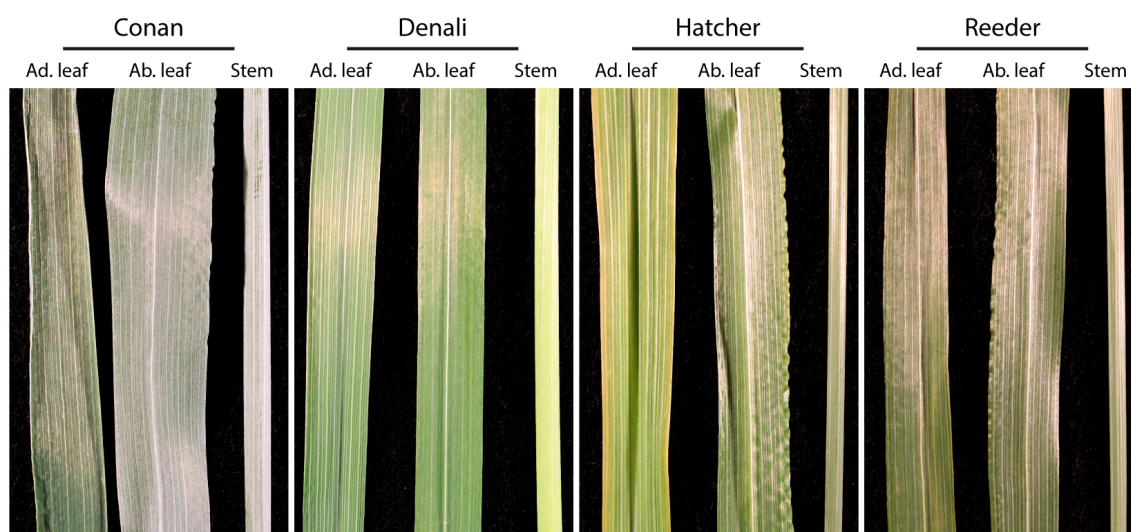 Conan Denali Hatcher Reeder
Ad. leaf Ab. leaf Stem Ad. leaf Ab. leaf Stem Ad. leaf Ab. leaf Stem Ad. leaf Ab. leaf Stem